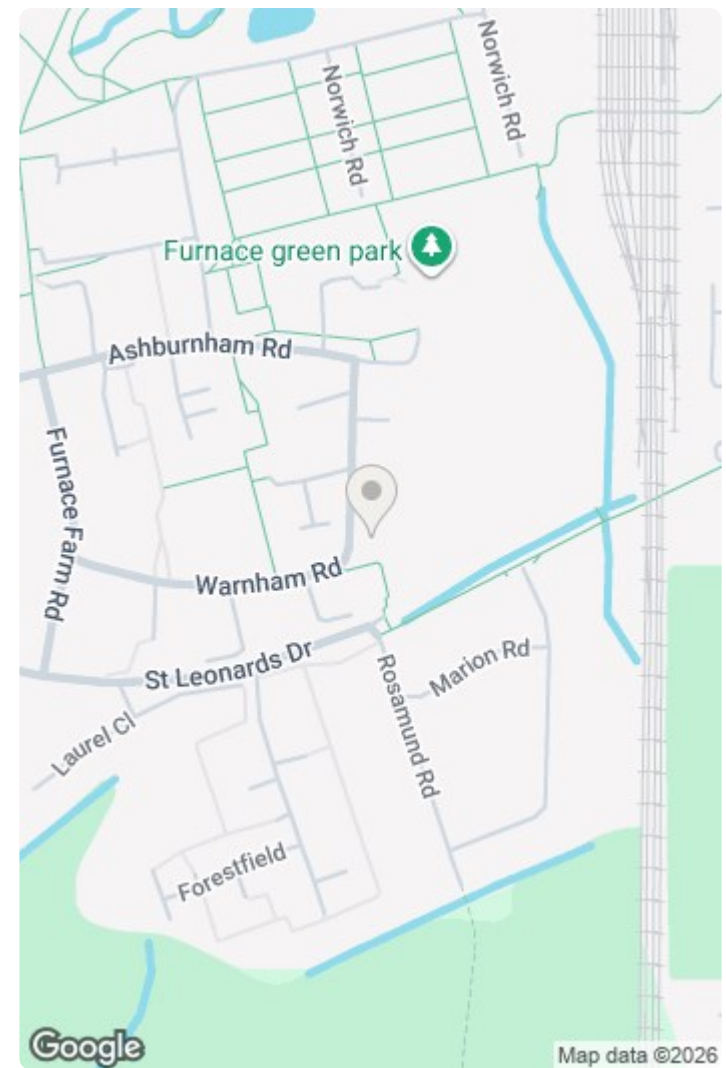 Norwich Rd
Norwich Rd
Furnace green park
Ashburnham Rd
Furnace Farm Rd
Warnham Rd
St Leonards Dr
Marion Rd
Rosamund Rd
Laurel Cl
Forestfield
Google
Map data ©2026